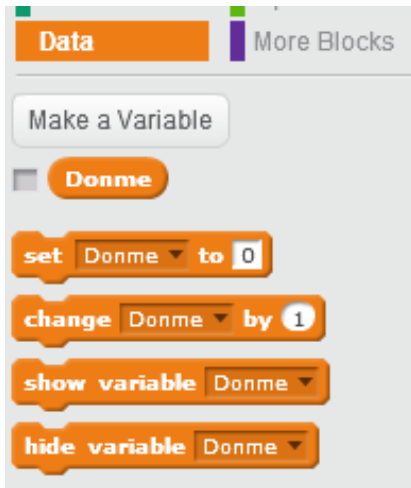 Data More Blocks
Make a Variable
Donme
set Donme to 0
change Donme by 1
show variable Donme
hide variable Donme